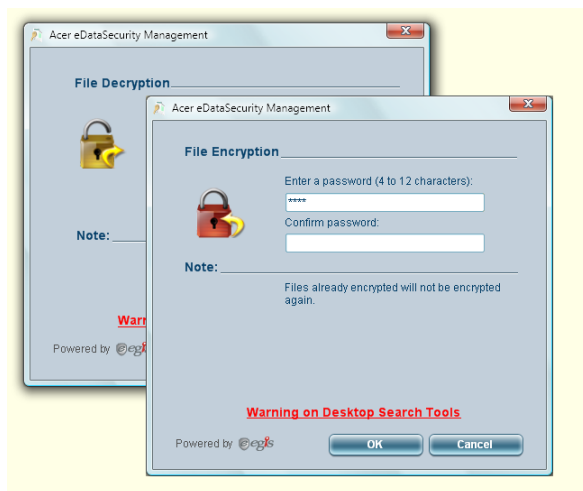 Acer eDataSecurity Management
File Decryption
Note:
Warn
Powered by egis
Acer eDataSecurity Management
File Encryption
Enter a password (4 to 12 characters):
****
Confirm password:
Note:
Files already encrypted will not be encrypted
again.
Warning on Desktop Search Tools
Powered by egis
OK
Cancel